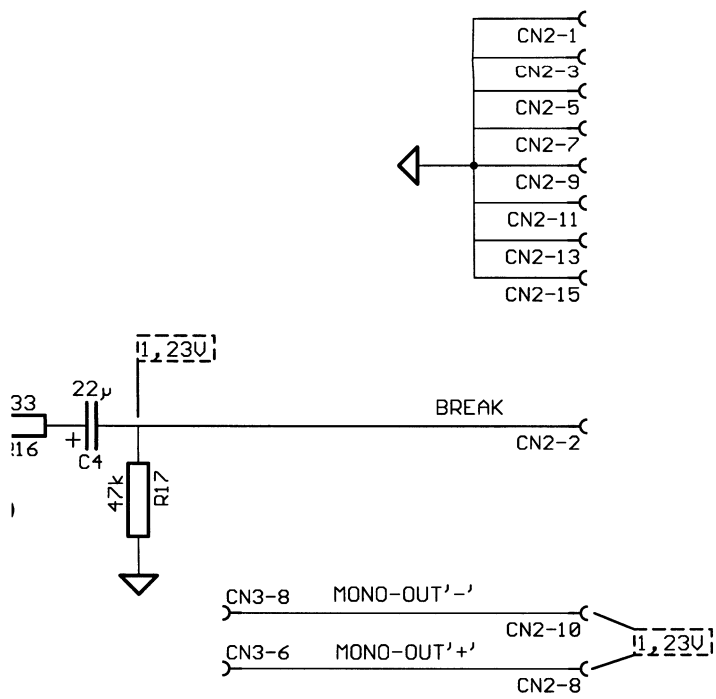 CN2-1
CN2-3
CN2-5
CN2-7
CN2-9
CN2-11
CN2-13
CN2-15
1,23V
22µ
33
BREAK
+
R16
C4
CN2-2
47k
R17
CN3-8 MONO-OUT'-'
CN2-10
1,23V
CN3-6 MONO-OUT'+'
CN2-8